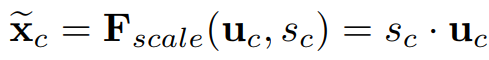 x̃_c = F_scale(u_c, s_c) = s_c · u_c